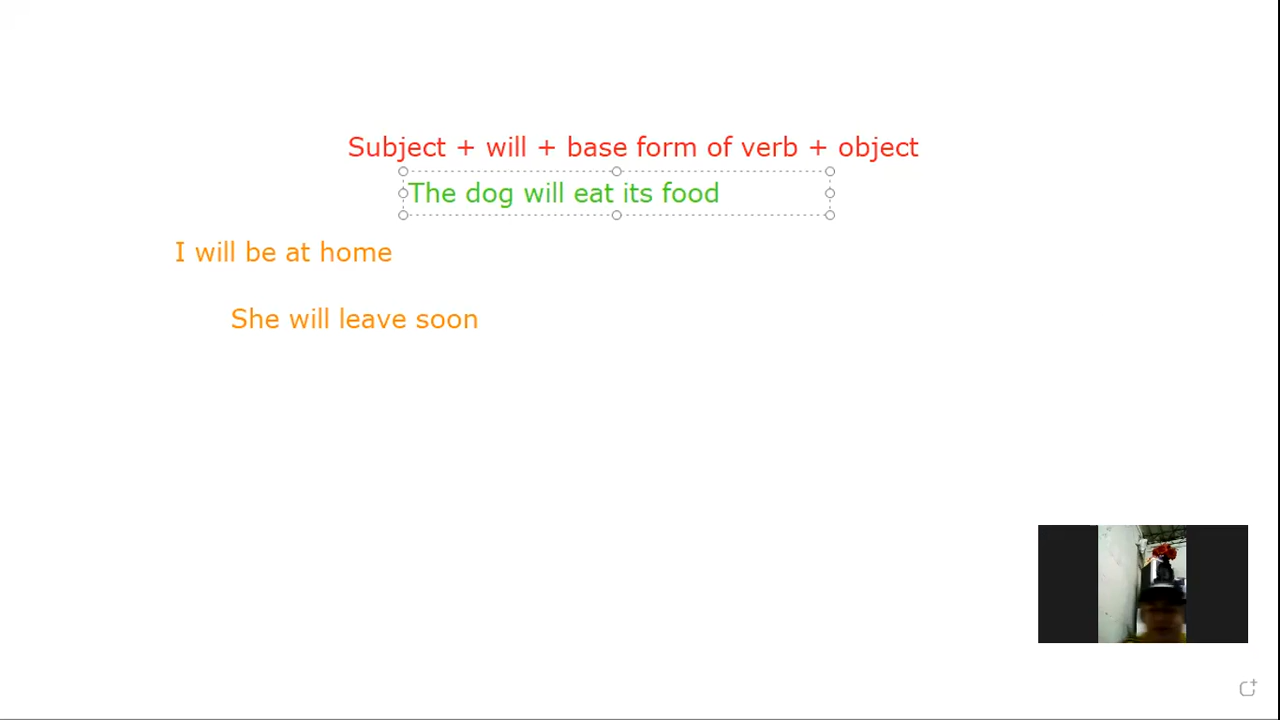 Subject + will + base form of verb + object
The dog will eat its food
I will be at home
She will leave soon